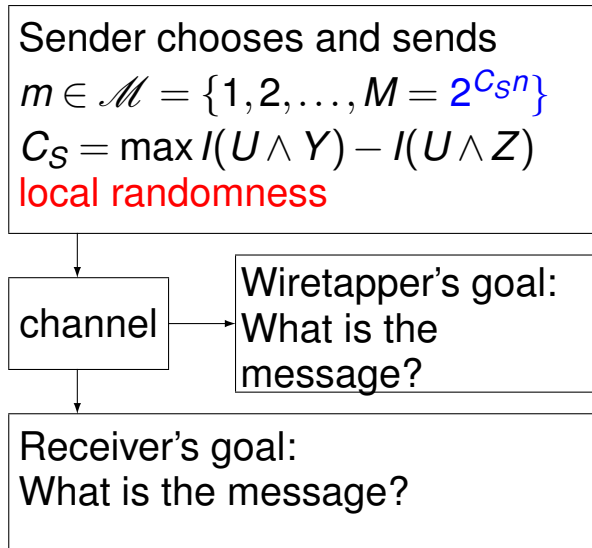 Sender chooses and sends
m ∈ ℳ = {1,2,…,M = 2^{C_S n}}
C_S = max I(U ∧ Y) − I(U ∧ Z)
local randomness
channel
Wiretapper's goal:
What is the
message?
Receiver's goal:
What is the message?